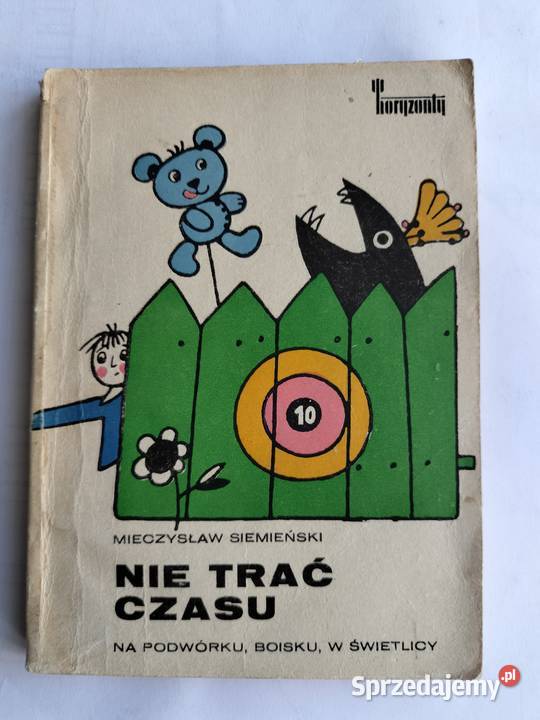 Horyzonty
10
MIECZYSŁAW SIEMIEŃSKI
NIE TRAĆ
CZASU
NA PODWÓRKU, BOISKU, W ŚWIETLICY
Sprzedajemy.pl